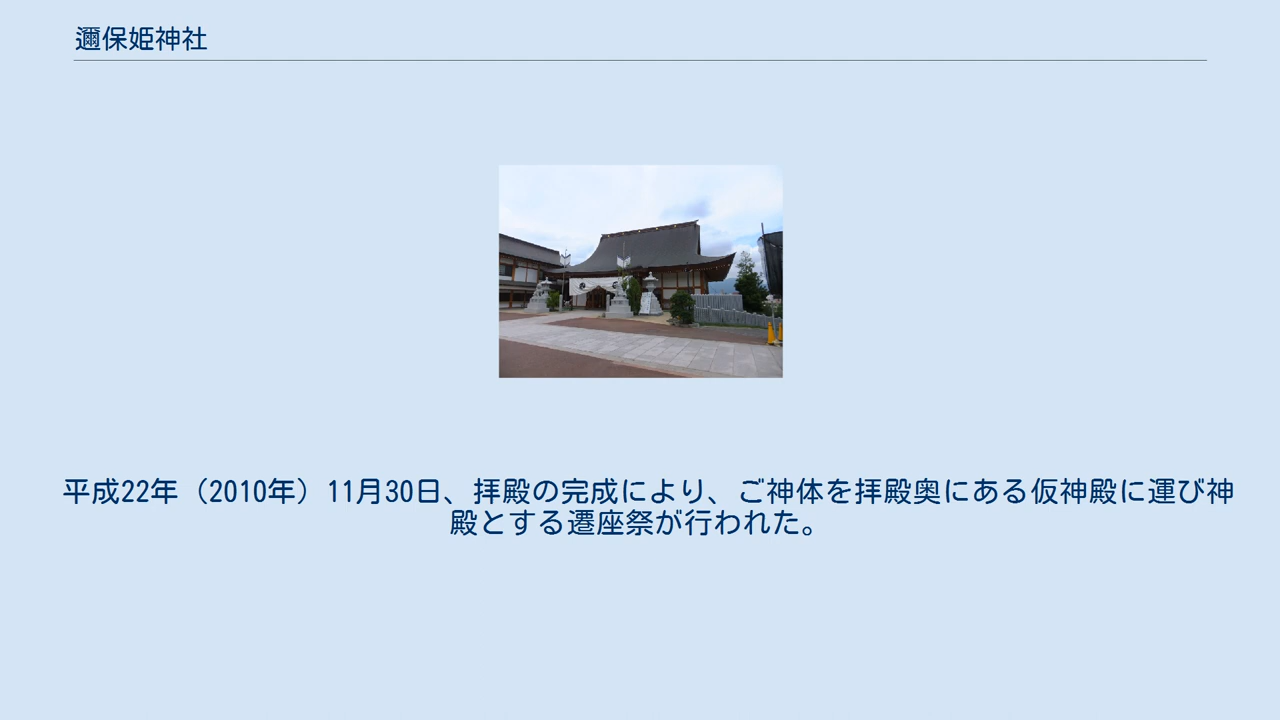 彌保姫神社
平成22年（2010年）11月30日、拝殿の完成により、ご神体を拝殿奥にある仮神殿に運び神
殿とする遷座祭が行われた。